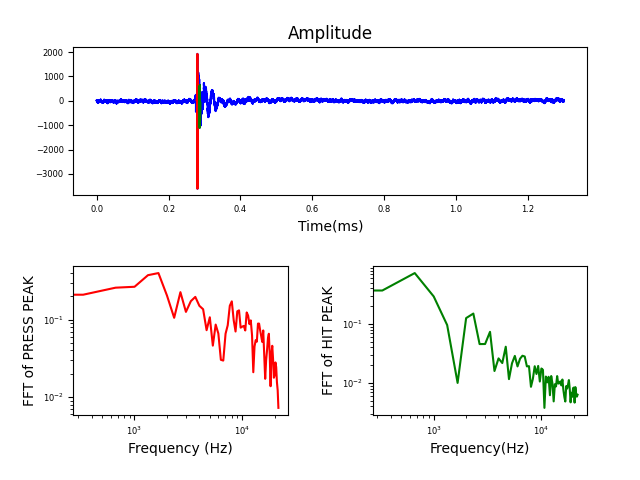 Amplitude
2000
1000
0
−1000
−2000
−3000
0.0 0.2 0.4 0.6 0.8 1.0 1.2
Time(ms)
FFT of PRESS PEAK
10⁻¹
10⁻²
10³ 10⁴
Frequency (Hz)
FFT of HIT PEAK
10⁻¹
10⁻²
10³ 10⁴
Frequency(Hz)